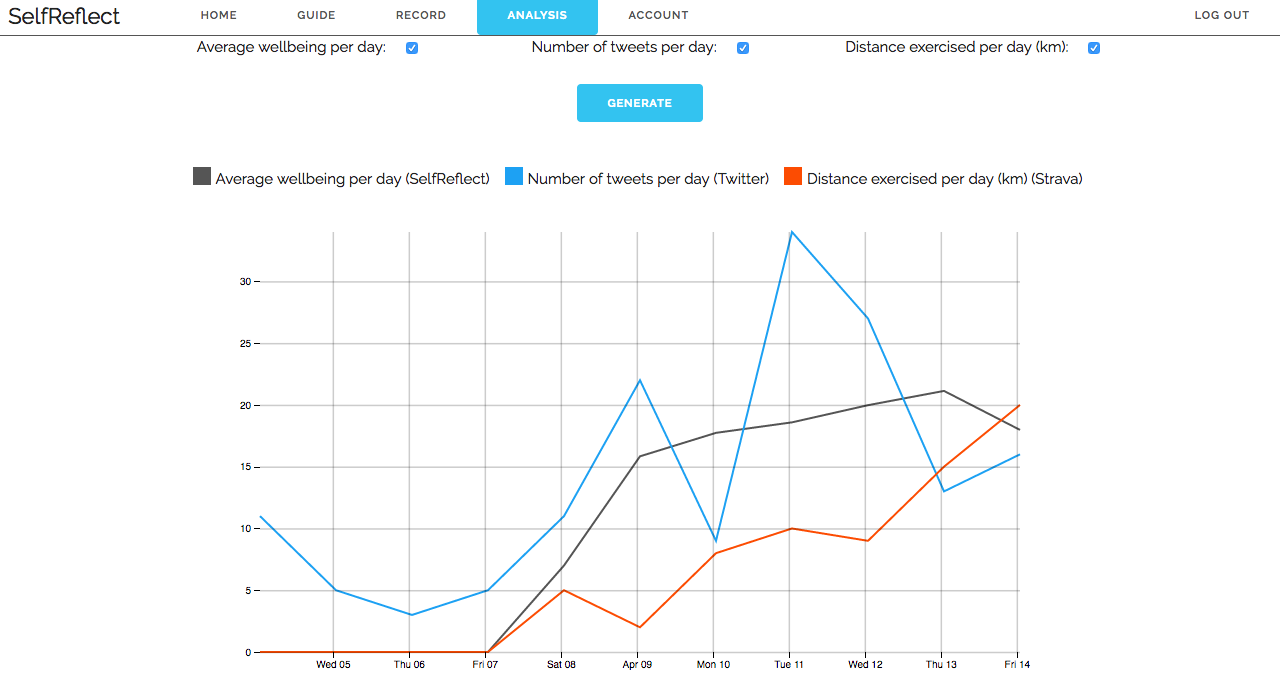 SelfReflect HOME GUIDE RECORD ANALYSIS ACCOUNT LOG OUT
Average wellbeing per day: Number of tweets per day: Distance exercised per day (km):
GENERATE
Average wellbeing per day (SelfReflect) Number of tweets per day (Twitter) Distance exercised per day (km) (Strava)
30
25
20
15
10
5
0
Wed 05 Thu 06 Fri 07 Sat 08 Apr 09 Mon 10 Tue 11 Wed 12 Thu 13 Fri 14